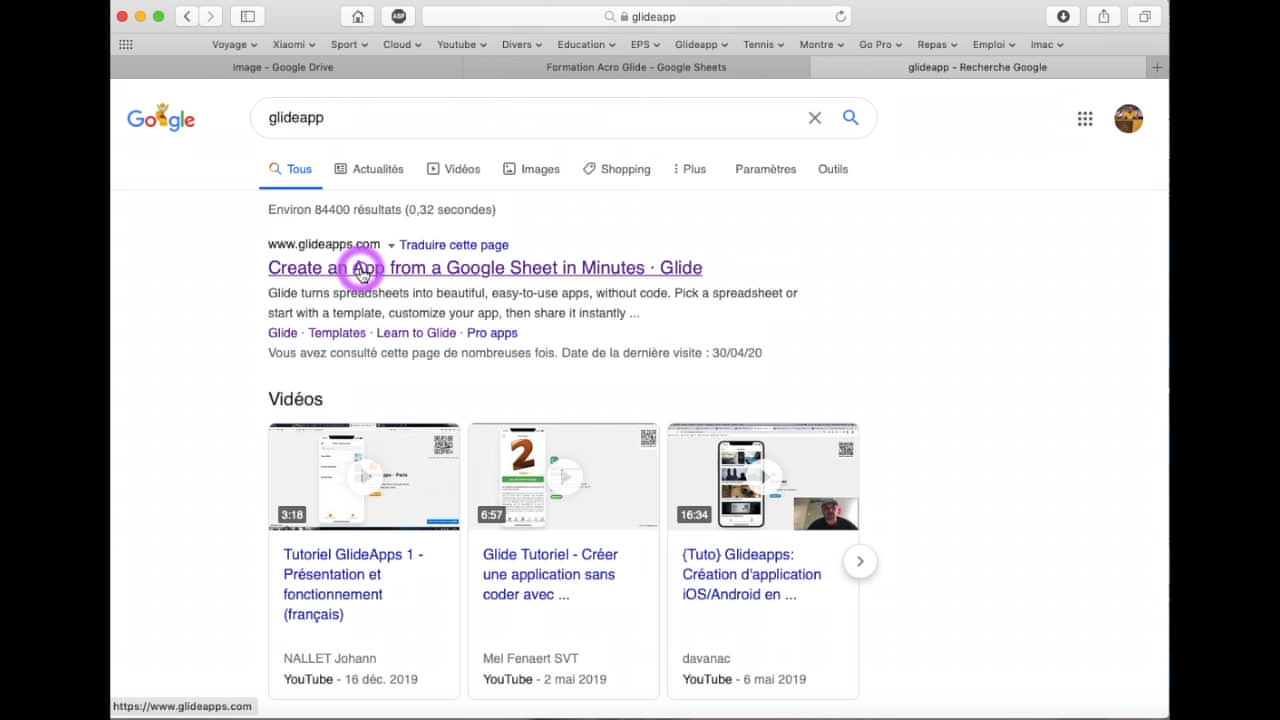 glideapp
Voyage Xiaomi Sport Cloud Youtube Divers Education EPS Glideapp Tennis Montre Go Pro Repas Emploi Imac
Image - Google Drive
Formation Acro Glide - Google Sheets
glideapp - Recherche Google
Google
glideapp
Tous Actualités Vidéos Images Shopping Plus Paramètres Outils
Environ 84400 résultats (0,32 secondes)
www.glideapps.com Traduire cette page
Create an App from a Google Sheet in Minutes · Glide
Glide turns spreadsheets into beautiful, easy-to-use apps, without code. Pick a spreadsheet or
start with a template, customize your app, then share it instantly ...
Glide · Templates · Learn to Glide · Pro apps
Vous avez consulté cette page de nombreuses fois. Date de la dernière visite : 30/04/20
Vidéos
3:18
Tutoriel GlideApps 1 -
Présentation et
fonctionnement
(français)
NALLET Johann
YouTube - 16 déc. 2019
2
6:57
Glide Tutoriel - Créer
une application sans
coder avec ...
Mel Fenaert SVT
YouTube - 2 mai 2019
16:34
{Tuto} Glideapps:
Création d'application
iOS/Android en ...
davanac
YouTube - 6 mai 2019
https://www.glideapps.com